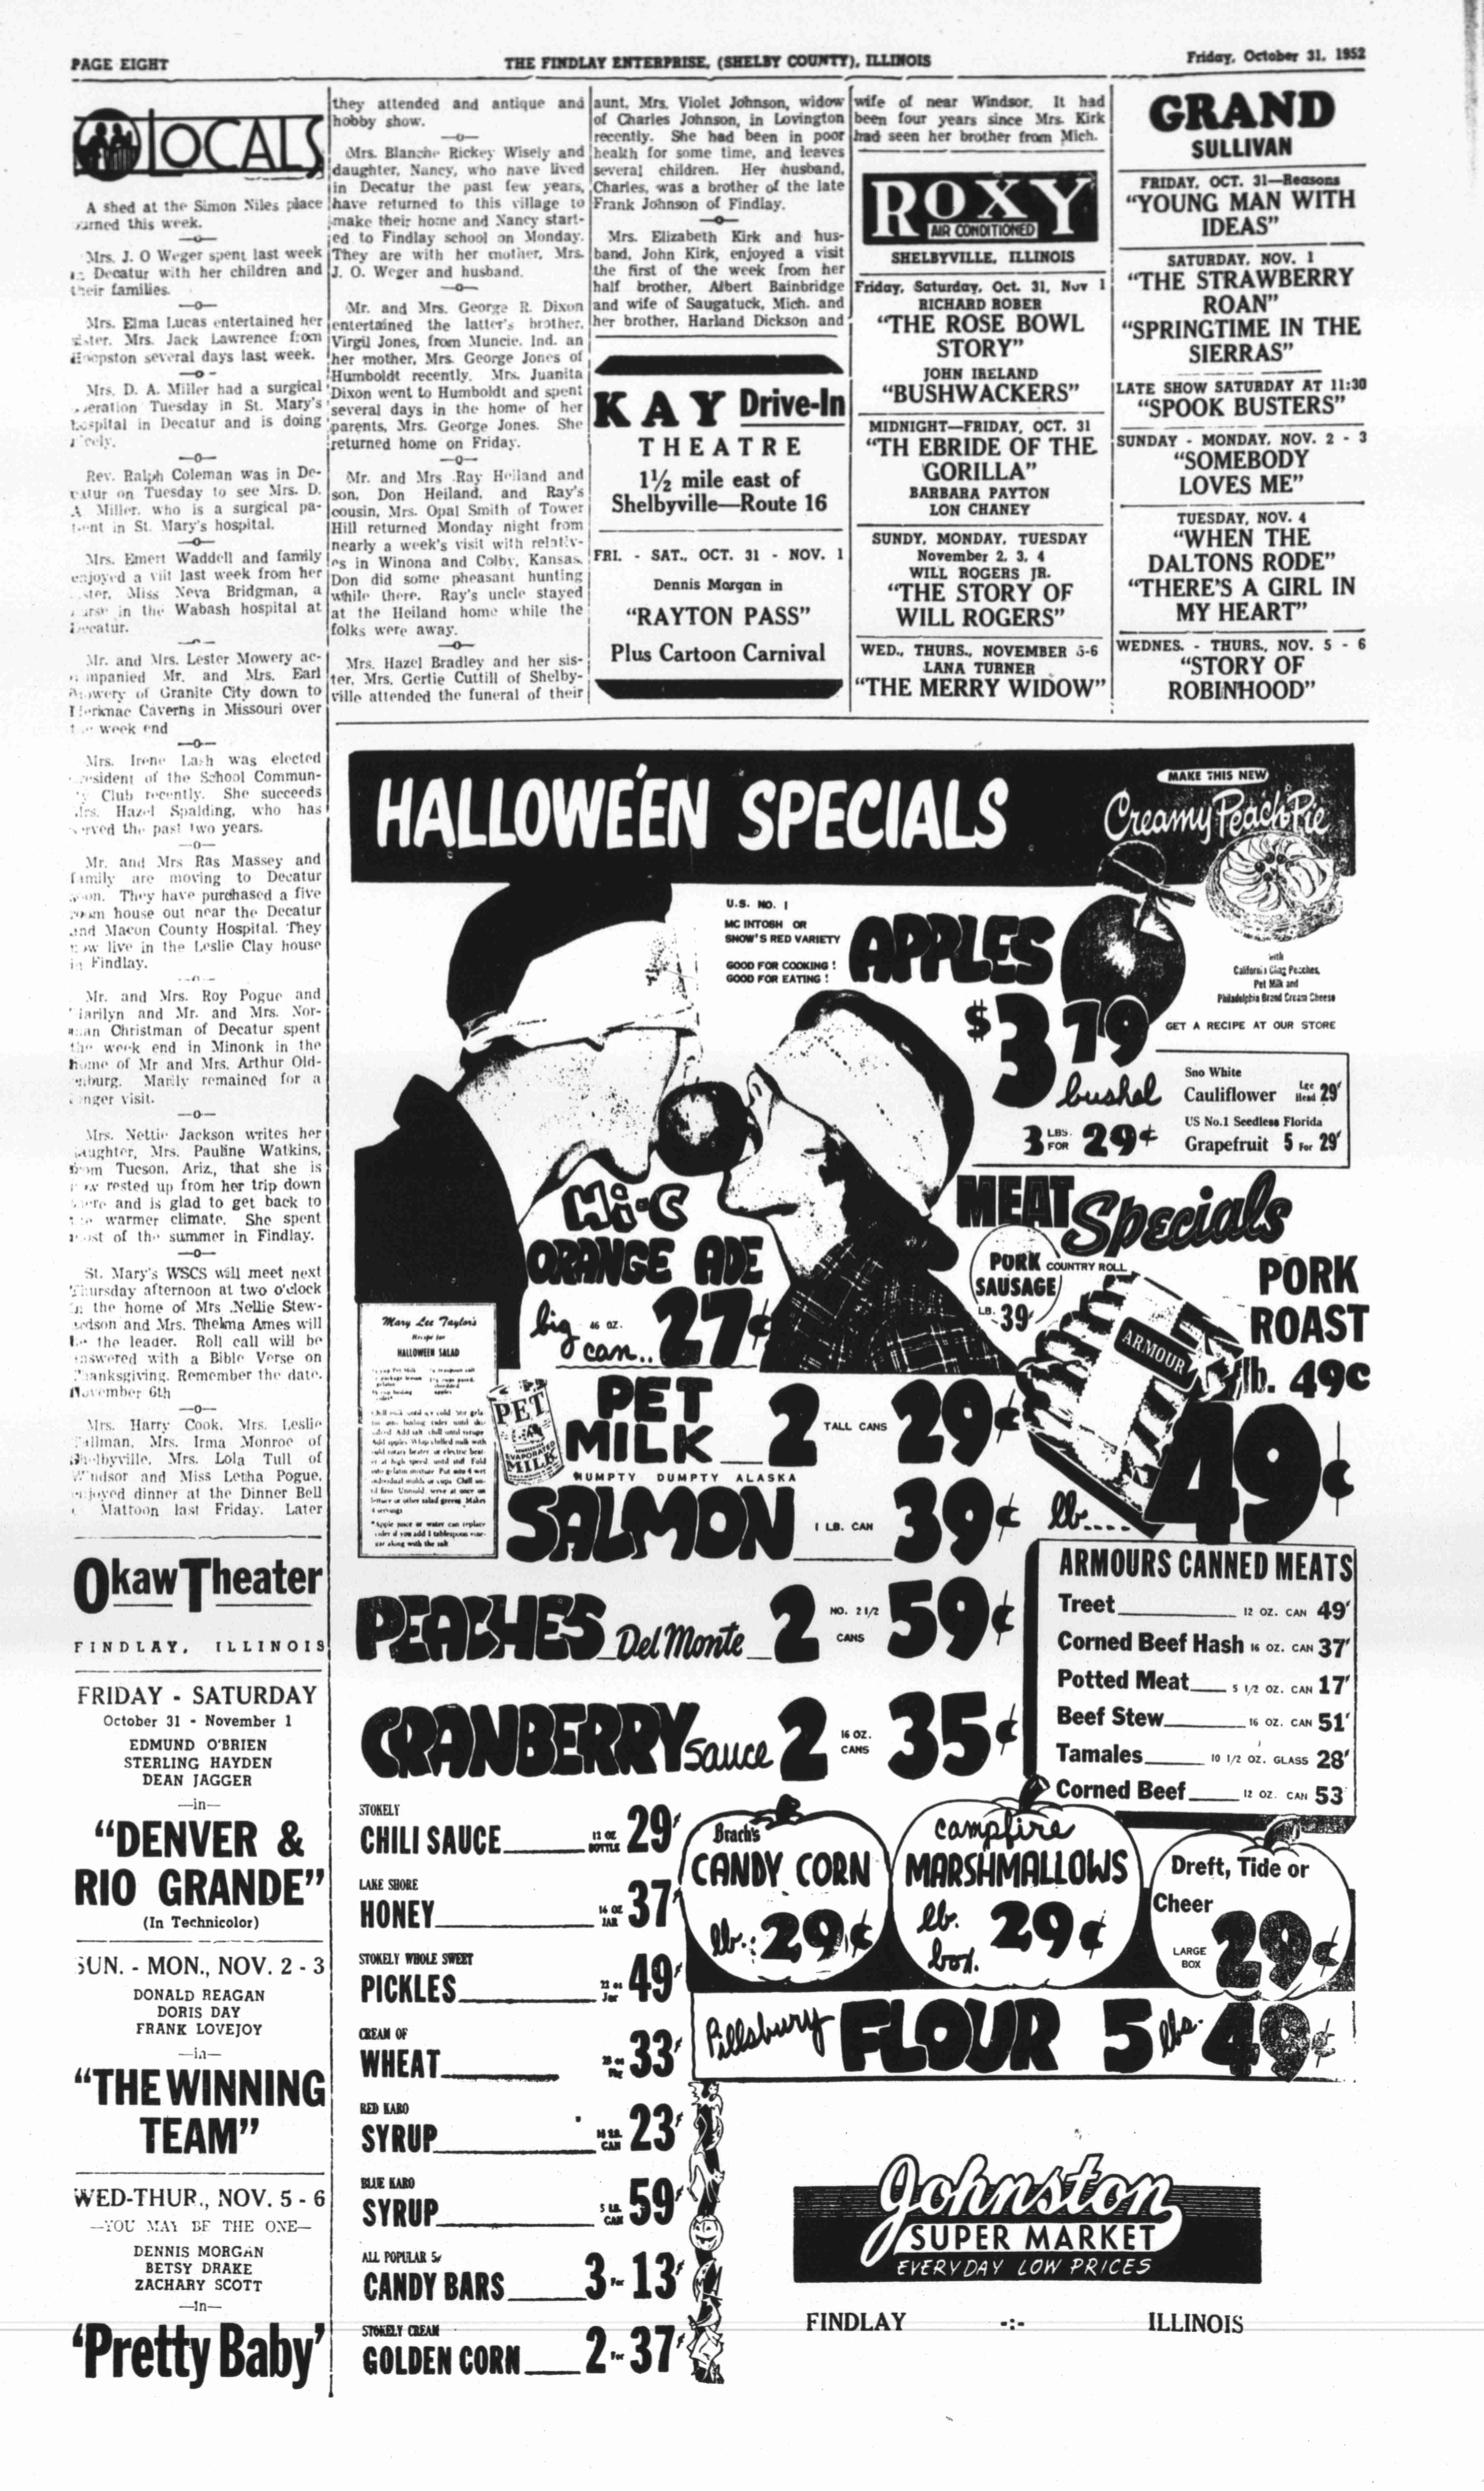 PAGE EIGHT
THE FINDLAY ENTERPRISE, (SHELBY COUNTY), ILLINOIS
Friday, October 31, 1952
LOCALS
A shed at the Simon Niles place
this week.
Mrs. J. O Weger spent last week
Decatur with her children and
their families.
Mrs. Elma Lucas entertained her
Mrs. Jack Lawrence from
several days last week.
Mrs. D. A. Miller had a surgical
Tuesday in St. Mary's
hospital in Decatur and is doing
Rev. Ralph Coleman was in De-
catur on Tuesday to see Mrs. D.
A Miller, who is a surgical pa-
tient in St. Mary's hospital.
Mrs. Emert Waddell and family
enjoyed a viit last week from her
Miss Neva Bridgman, a
in the Wabash hospital at
Decatur.
Mr. and Mrs. Lester Mowery ac-
Mr. and Mrs. Earl
of Granite City down to
Caverns in Missouri over
week end
Mrs. Irene Lash was elected
of the School Commun-
Club recently. She succeeds
Mrs. Hazel Spalding, who has
the past two years.
Mr. and Mrs Ras Massey and
family are moving to Decatur
They have purchased a five
room house out near the Decatur
and Macon County Hospital. They
live in the Leslie Clay house
in Findlay.
Mr. and Mrs. Roy Pogue and
and Mr. and Mrs. Nor-
Christman of Decatur spent
the week end in Minonk in the
home of Mr and Mrs. Arthur Old-
Marily remained for a
visit.
Mrs. Nettie Jackson writes her
daughter, Mrs. Pauline Watkins,
from Tucson, Ariz., that she is
rested up from her trip down
and is glad to get back to
warmer climate. She spent
most of the summer in Findlay.
St. Mary's WSCS will meet next
Thursday afternoon at two o'clock
the home of Mrs .Nellie Stew-
and Mrs. Thelma Ames will
the leader. Roll call will be
answered with a Bible Verse on
Thanksgiving. Remember the date.
November 6th
Mrs. Harry Cook, Mrs. Leslie
Mrs. Irma Monroe of
Shelbyville, Mrs. Lola Tull of
Windsor and Miss Letha Pogue,
enjoyed dinner at the Dinner Bell
Mattoon last Friday. Later
they attended and antique and
hobby show.
Mrs. Blanche Rickey Wisely and
daughter, Nancy, who have lived
in Decatur the past few years,
have returned to this village to
make their home and Nancy start-
ed to Findlay school on Monday.
They are with her mother, Mrs.
J. O. Weger and husband.
Mr. and Mrs. George R. Dixon
entertained the latter's brother,
Virgil Jones, from Muncie, Ind. an
her mother, Mrs. George Jones of
Humboldt recently. Mrs. Juanita
Dixon went to Humboldt and spent
several days in the home of her
parents, Mrs. George Jones. She
returned home on Friday.
Mr. and Mrs .Ray Heiland and
son, Don Heiland, and Ray's
cousin, Mrs. Opal Smith of Tower
Hill returned Monday night from
nearly a week's visit with relativ-
es in Winona and Colby, Kansas.
Don did some pheasant hunting
while there. Ray's uncle stayed
at the Heiland home while the
folks were away.
Mrs. Hazel Bradley and her sis-
ter, Mrs. Gertie Cuttill of Shelby-
ville attended the funeral of their
aunt, Mrs. Violet Johnson, widow
of Charles Johnson, in Lovington
recently. She had been in poor
health for some time, and leaves
several children. Her husband,
Charles, was a brother of the late
Frank Johnson of Findlay.
Mrs. Elizabeth Kirk and hus-
band, John Kirk, enjoyed a visit
the first of the week from her
half brother, Albert Bainbridge
and wife of Saugatuck, Mich. and
her brother, Harland Dickson and
wife of near Windsor. It had
been four years since Mrs. Kirk
had seen her brother from Mich.
KAY Drive-In
THEATRE
1½ mile east of
Shelbyville—Route 16
FRI. - SAT., OCT. 31 - NOV. 1
Dennis Morgan in
"RAYTON PASS"
Plus Cartoon Carnival
ROXY
AIR CONDITIONED
SHELBYVILLE, ILLINOIS
Friday, Saturday, Oct. 31, Nov 1
RICHARD ROBER
"THE ROSE BOWL
STORY"
JOHN IRELAND
"BUSHWACKERS"
MIDNIGHT—FRIDAY, OCT. 31
"TH EBRIDE OF THE
GORILLA"
BARBARA PAYTON
LON CHANEY
SUNDY, MONDAY, TUESDAY
November 2, 3, 4
WILL ROGERS JR.
"THE STORY OF
WILL ROGERS"
WED., THURS., NOVEMBER 5-6
LANA TURNER
"THE MERRY WIDOW"
GRAND
SULLIVAN
FRIDAY, OCT. 31—Reasons
"YOUNG MAN WITH
IDEAS"
SATURDAY, NOV. 1
"THE STRAWBERRY
ROAN"
"SPRINGTIME IN THE
SIERRAS"
LATE SHOW SATURDAY AT 11:30
"SPOOK BUSTERS"
SUNDAY - MONDAY, NOV. 2 - 3
"SOMEBODY
LOVES ME"
TUESDAY, NOV. 4
"WHEN THE
DALTONS RODE"
"THERE'S A GIRL IN
MY HEART"
WEDNES. - THURS., NOV. 5 - 6
"STORY OF
ROBINHOOD"
Okaw Theater
FINDLAY, ILLINOIS
FRIDAY - SATURDAY
October 31 - November 1
EDMUND O'BRIEN
STERLING HAYDEN
DEAN JAGGER
—in—
"DENVER &
RIO GRANDE"
(In Technicolor)
SUN. - MON., NOV. 2 - 3
DONALD REAGAN
DORIS DAY
FRANK LOVEJOY
—in—
"THE WINNING
TEAM"
WED-THUR., NOV. 5 - 6
—YOU MAY BE THE ONE—
DENNIS MORGAN
BETSY DRAKE
ZACHARY SCOTT
—In—
'Pretty Baby'
HALLOWE'EN SPECIALS
MAKE THIS NEW
Creamy Peach Pie
with
California Cling Peaches,
Pet Milk and
Philadelphia Brand Cream Cheese
GET A RECIPE AT OUR STORE
U.S. NO. 1
MC INTOSH OR
SNOW'S RED VARIETY
GOOD FOR COOKING !
GOOD FOR EATING !
APPLES
$3 79
bushel
3 LBS. FOR 29¢
Sno White
Cauliflower Lge Head 29'
US No.1 Seedless Florida
Grapefruit 5 For 29'
Hi-C
ORANGE ADE
big 46 OZ.
can.. 27¢
MEAT Specials
PORK COUNTRY ROLL
SAUSAGE
LB. 39'
ARMOUR
PORK
ROAST
lb. 49c
lb.... 49¢
Mary Lee Taylor's
Recipe for
HALLOWEEN SALAD
PET
EVAPORATED
MILK
PET
MILK 2 TALL CANS 29¢
HUMPTY DUMPTY ALASKA
SALMON 1 LB. CAN 39¢
PEACHES Del Monte 2 NO. 2 1/2 CANS 59¢
CRANBERRY sauce 2 16 OZ. CANS 35¢
ARMOURS CANNED MEATS
Treet 12 OZ. CAN 49'
Corned Beef Hash 16 OZ. CAN 37'
Potted Meat 5 1/2 OZ. CAN 17'
Beef Stew 16 OZ. CAN 51'
Tamales 10 1/2 OZ. GLASS 28'
Corned Beef 12 OZ. CAN 53
STOKELY
CHILI SAUCE 12 OZ BOTTLE 29'
LAKE SHORE
HONEY 16 OZ JAR 37'
STOKELY WHOLE SWEET
PICKLES 22 oz Jar 49'
CREAM OF
WHEAT 33'
RED KARO
SYRUP CAN 23'
BLUE KARO
SYRUP 5 LB. CAN 59'
ALL POPULAR 5¢
CANDY BARS 3 For 13'
STOKELY CREAM
GOLDEN CORN 2 For 37'
Brach's
CANDY CORN
lb. 29¢
Campfire
MARSHMALLOWS
lb. box. 29¢
Dreft, Tide or
Cheer
LARGE BOX 29¢
Pillsbury FLOUR 5 lbs. 49¢
Johnston
SUPER MARKET
EVERYDAY LOW PRICES
FINDLAY -:- ILLINOIS